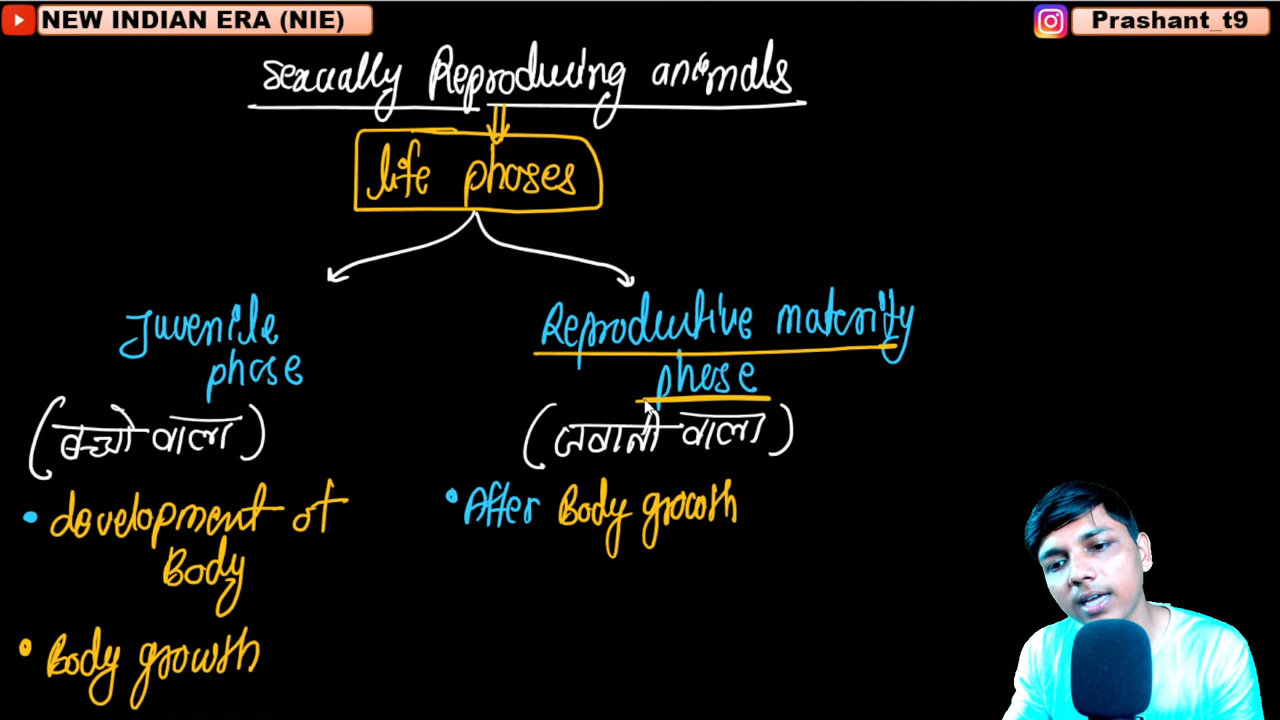 NEW INDIAN ERA (NIE)
Prashant_t9
Sexually Reproducing animals
life phases
Juvenile
phase
(बच्चो वाला)
• development of
Body
• Body growth
Reproductive maturity
phase
(जवानी वाला)
• After Body growth